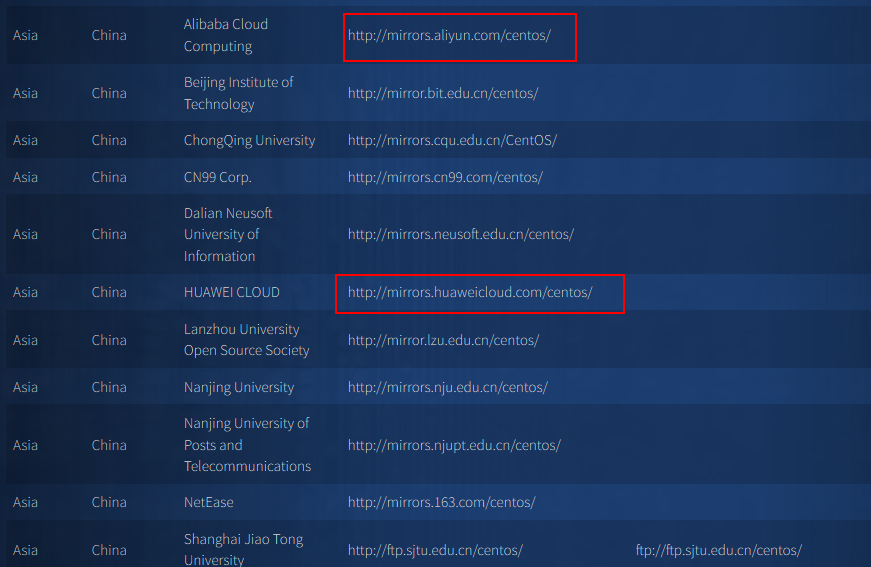 Asia China Alibaba Cloud Computing http://mirrors.aliyun.com/centos/
Asia China Beijing Institute of Technology http://mirror.bit.edu.cn/centos/
Asia China ChongQing University http://mirrors.cqu.edu.cn/CentOS/
Asia China CN99 Corp. http://mirrors.cn99.com/centos/
Asia China Dalian Neusoft University of Information http://mirrors.neusoft.edu.cn/centos/
Asia China HUAWEI CLOUD http://mirrors.huaweicloud.com/centos/
Asia China Lanzhou University Open Source Society http://mirror.lzu.edu.cn/centos/
Asia China Nanjing University http://mirrors.nju.edu.cn/centos/
Asia China Nanjing University of Posts and Telecommunications http://mirrors.njupt.edu.cn/centos/
Asia China NetEase http://mirrors.163.com/centos/
Asia China Shanghai Jiao Tong University http://ftp.sjtu.edu.cn/centos/ ftp://ftp.sjtu.edu.cn/centos/